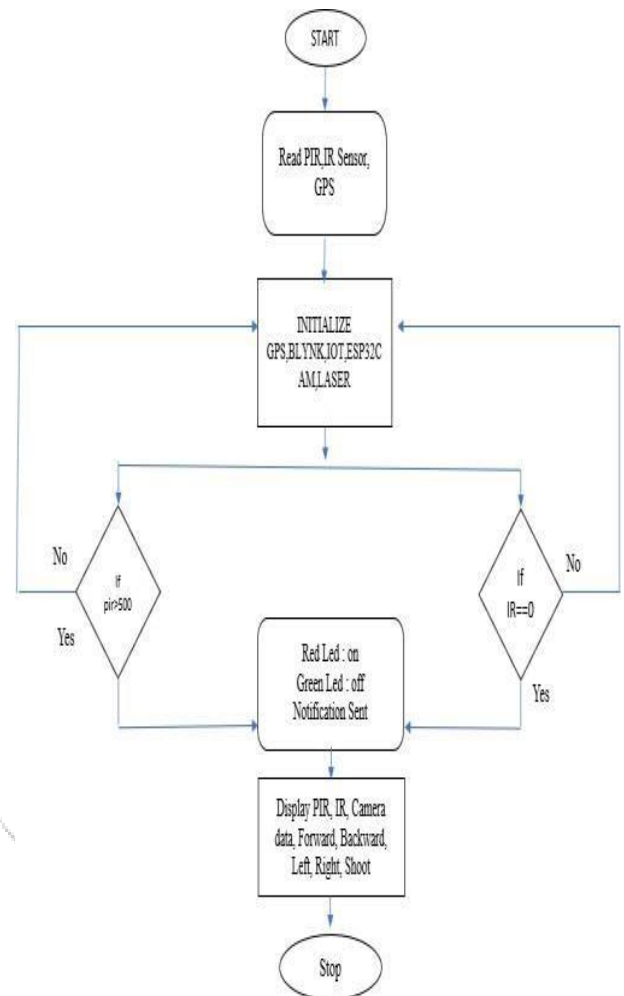 START
Read PIR,IR Sensor,
GPS
INITIALIZE
GPS,BLYNK,IOT,ESP32C
AM,LASER
No
If
pir>500
Yes
If
IR==0
No
Yes
Red Led : on
Green Led : off
Notification Sent
Display PIR, IR, Camera
data, Forward, Backward,
Left, Right, Shoot
Stop